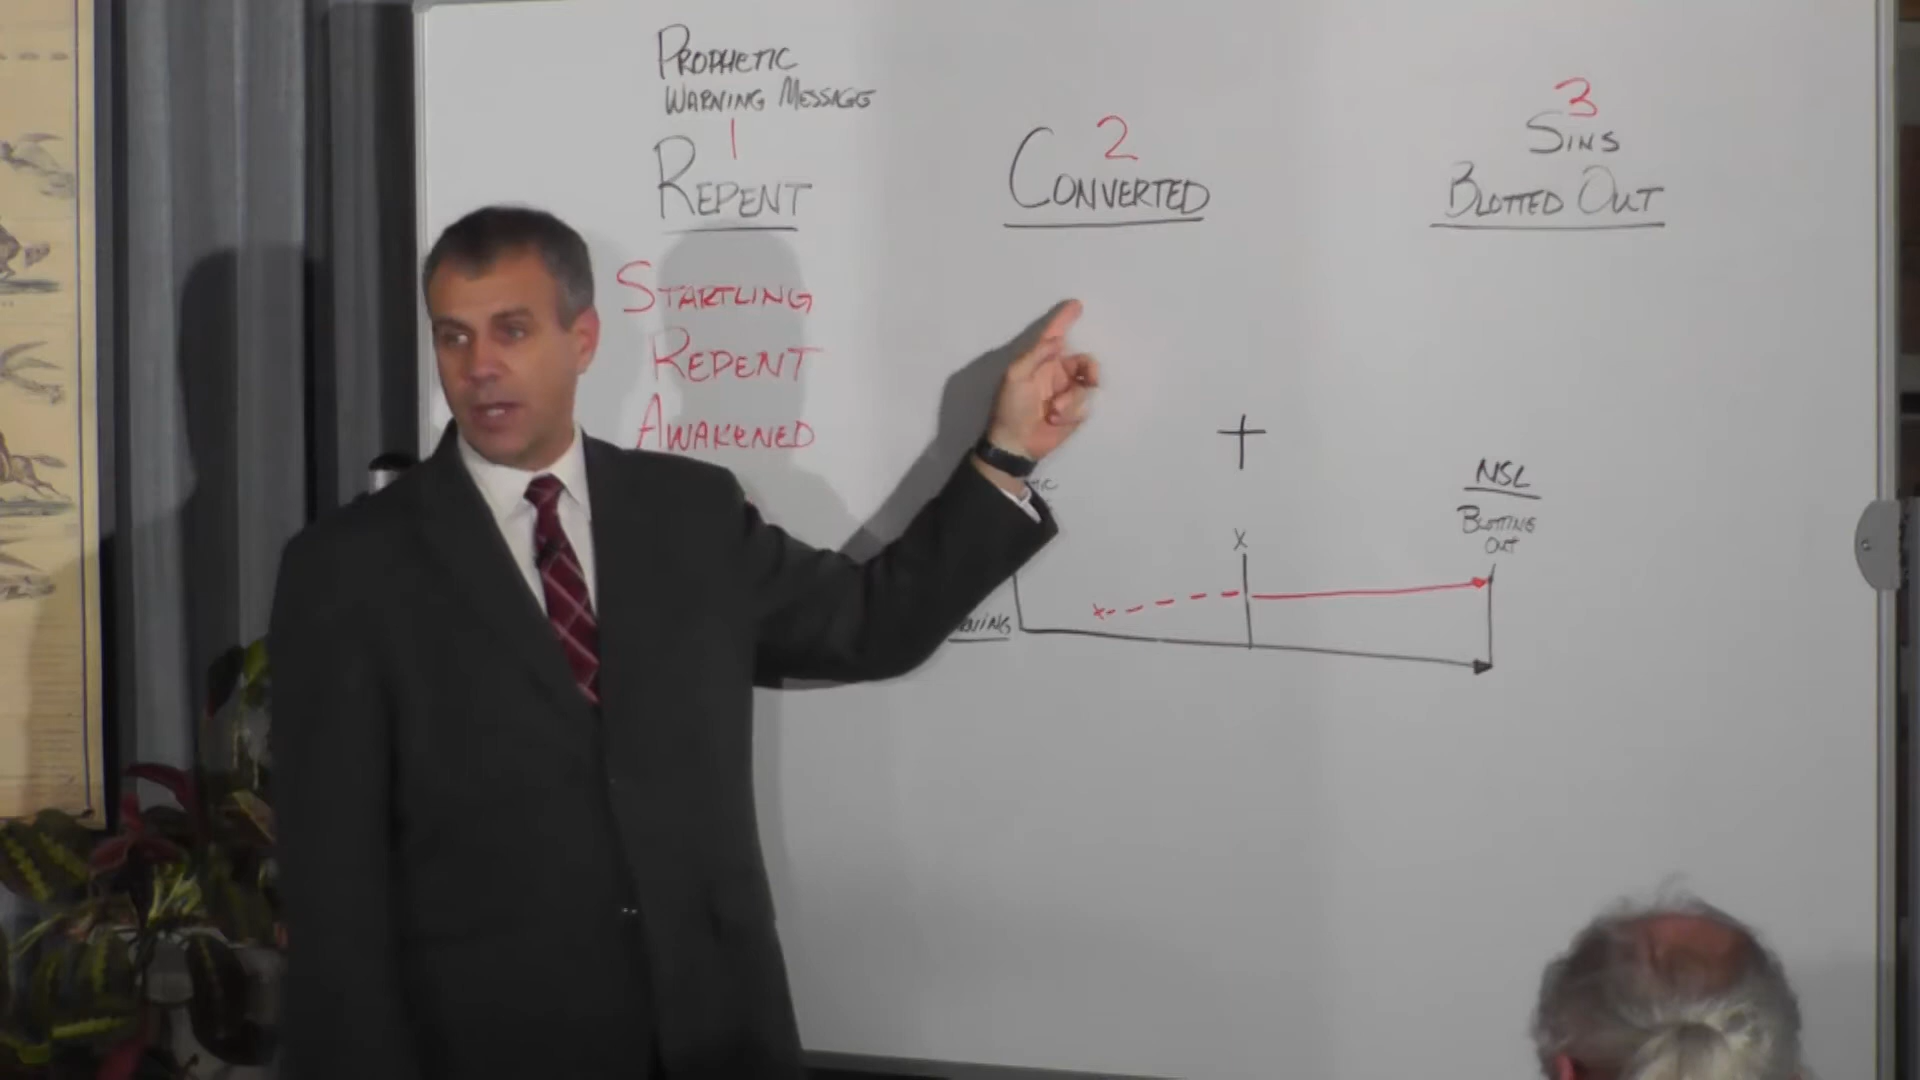 PROPHETIC
WARNING MESSAGE
1
REPENT
STARTLING
REPENT
AWAKENED
2
CONVERTED
3
SINS
BLOTTED OUT
NSL
BLOTTING
OUT
X